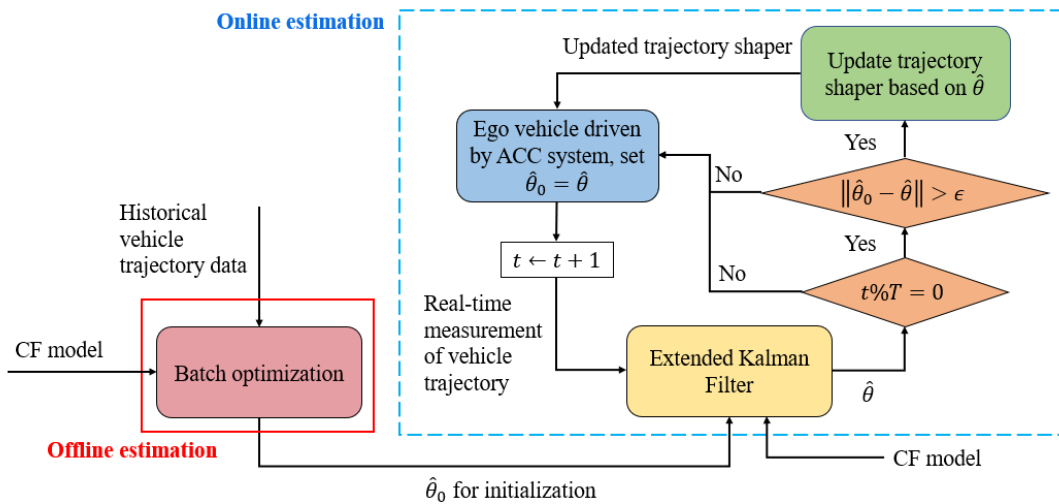 Online estimation
Updated trajectory shaper
Update trajectory
shaper based on θ̂
Ego vehicle driven
by ACC system, set
θ̂₀ = θ̂
Yes
No
‖θ̂₀ − θ̂‖ > ϵ
Historical
vehicle
trajectory data
t ← t + 1
Yes
No
t%T = 0
Real-time
measurement
of vehicle
trajectory
CF model
Batch optimization
Extended Kalman
Filter
θ̂
Offline estimation
CF model
θ̂₀ for initialization